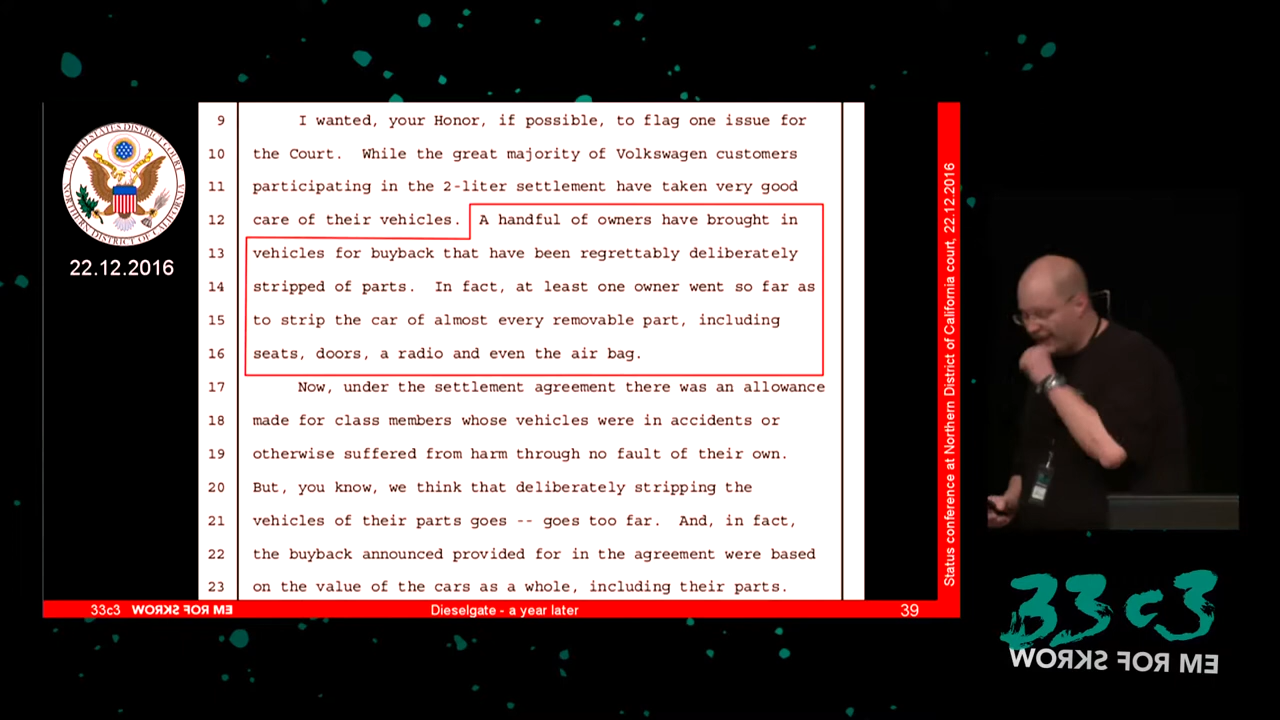 UNITED STATES DISTRICT COURT
NORTHERN DISTRICT OF CALIFORNIA
22.12.2016
9 I wanted, your Honor, if possible, to flag one issue for
10 the Court. While the great majority of Volkswagen customers
11 participating in the 2-liter settlement have taken very good
12 care of their vehicles. A handful of owners have brought in
13 vehicles for buyback that have been regrettably deliberately
14 stripped of parts. In fact, at least one owner went so far as
15 to strip the car of almost every removable part, including
16 seats, doors, a radio and even the air bag.
17 Now, under the settlement agreement there was an allowance
18 made for class members whose vehicles were in accidents or
19 otherwise suffered from harm through no fault of their own.
20 But, you know, we think that deliberately stripping the
21 vehicles of their parts goes -- goes too far. And, in fact,
22 the buyback announced provided for in the agreement were based
23 on the value of the cars as a whole, including their parts.
Status conference at Northern District of California court, 22.12.2016
33c3 WORKS FOR ME Dieselgate - a year later 39
33c3
WORKS FOR ME